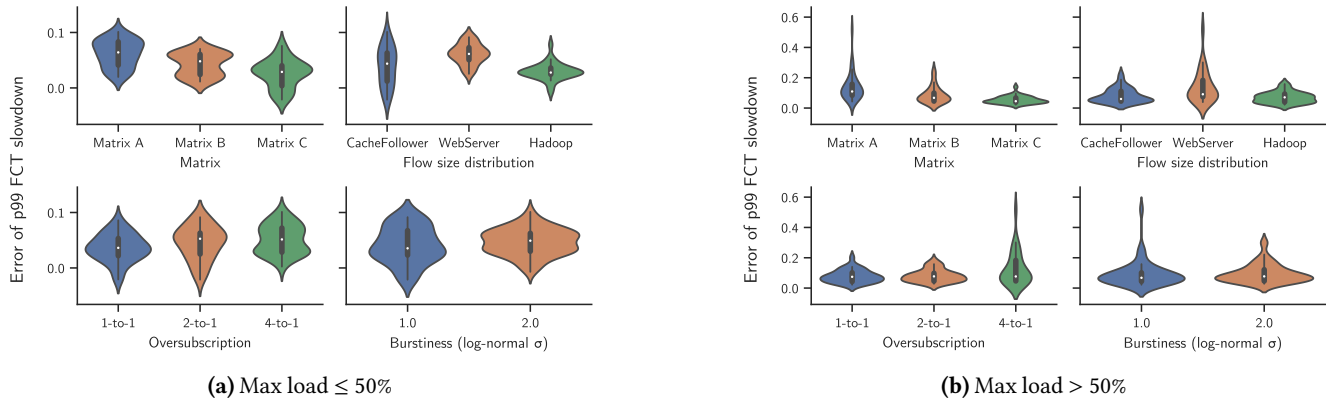 Error of p99 FCT slowdown
0.1
0.0
Matrix A Matrix B Matrix C
Matrix
CacheFollower WebServer Hadoop
Flow size distribution
0.1
0.0
1-to-1 2-to-1 4-to-1
Oversubscription
1.0 2.0
Burstiness (log-normal σ)
(a) Max load ≤ 50%
Error of p99 FCT slowdown
0.6
0.4
0.2
0.0
Matrix A Matrix B Matrix C
Matrix
CacheFollower WebServer Hadoop
Flow size distribution
0.6
0.4
0.2
0.0
1-to-1 2-to-1 4-to-1
Oversubscription
1.0 2.0
Burstiness (log-normal σ)
(b) Max load > 50%